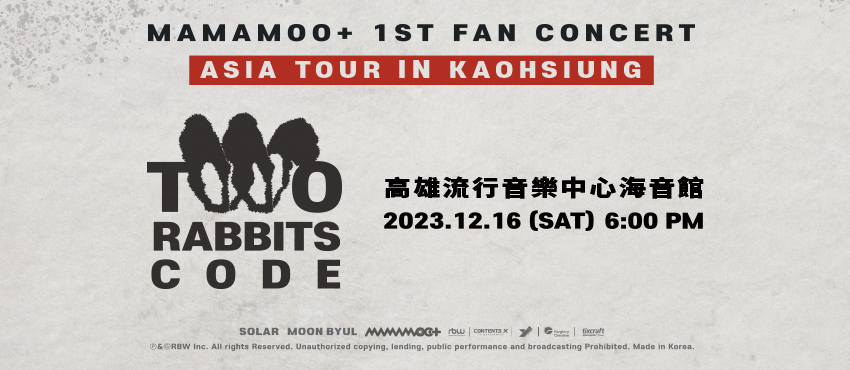 MAMAMOO+ 1ST FAN CONCERT
ASIA TOUR IN KAOHSIUNG
TWO
RABBITS
CODE
高雄流行音樂中心海音館
2023.12.16 (SAT) 6:00 PM
SOLAR MOON BYUL MAMAMOO+ rbw CONTENTS X tixcraft
Ⓟ&ⒸRBW Inc. All rights Reserved. Unauthorized copying, lending, public performance and broadcasting Prohibited. Made in Korea.